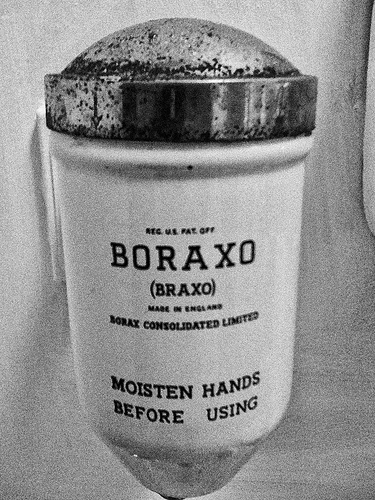 REG. U.S. PAT. OFF
BORAXO
(BRAXO)
MADE IN ENGLAND
BORAX CONSOLIDATED LIMITED
MOISTEN HANDS
BEFORE USING